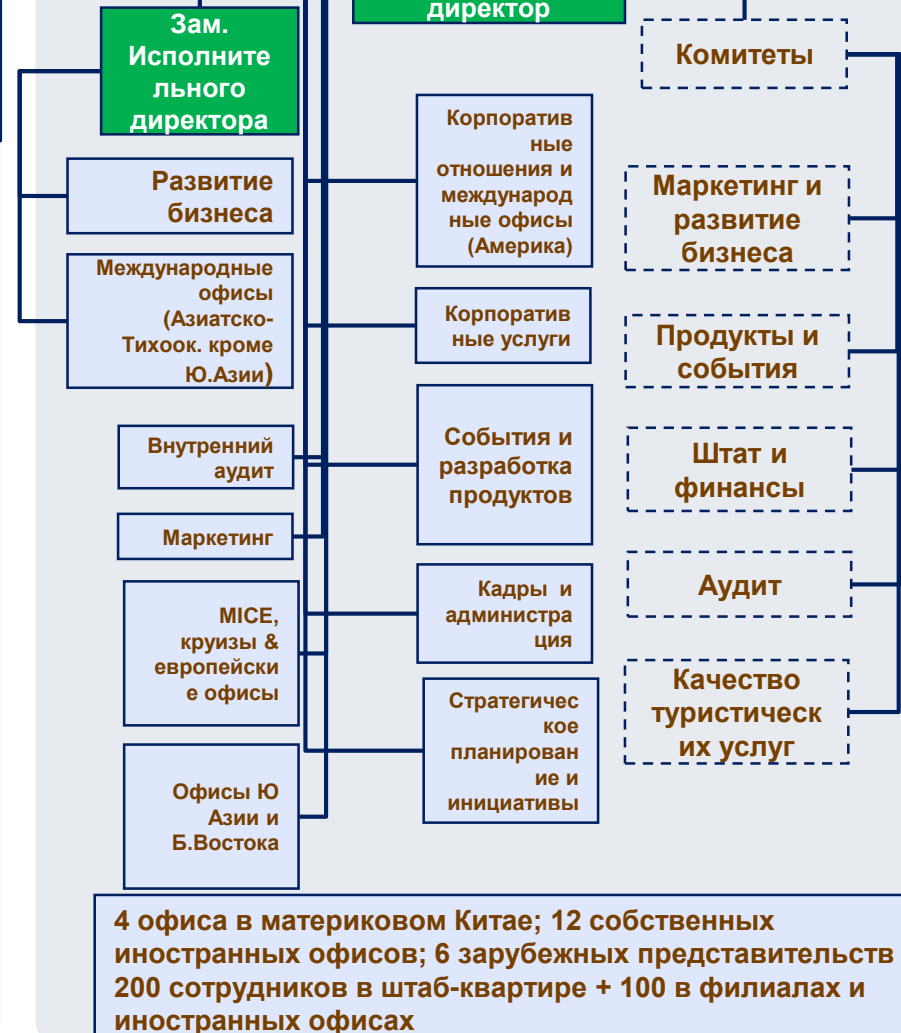 директор
Зам.
Исполните
льного
директора
Комитеты
Развитие
бизнеса
Международные
офисы
(Азиатско-
Тихоок. кроме
Ю.Азии)
Внутренний
аудит
Маркетинг
MICE,
круизы &
европейски
е офисы
Офисы Ю
Азии и
Б.Востока
Корпоратив
ные
отношения и
международ
ные офисы
(Америка)
Корпоратив
ные услуги
События и
разработка
продуктов
Кадры и
администра
ция
Стратегичес
кое
планирован
ие и
инициативы
Маркетинг и
развитие
бизнеса
Продукты и
события
Штат и
финансы
Аудит
Качество
туристическ
их услуг
4 офиса в материковом Китае; 12 собственных
иностранных офисов; 6 зарубежных представительств
200 сотрудников в штаб-квартире + 100 в филиалах и
иностранных офисах